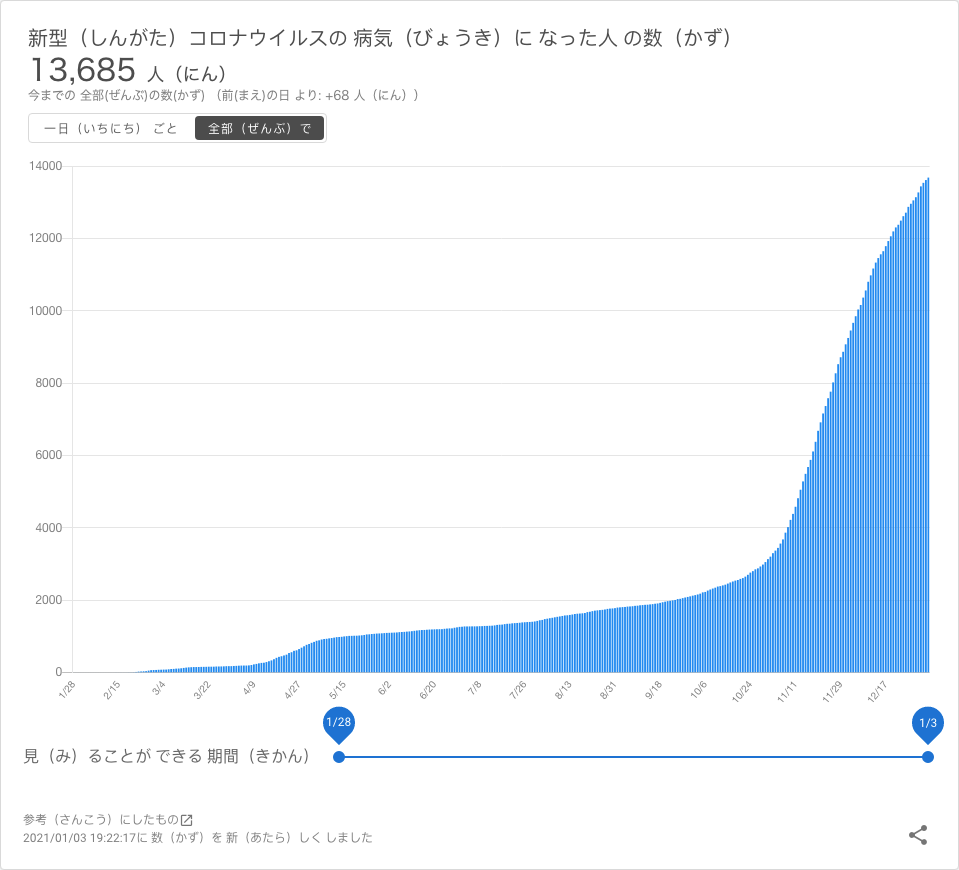 新型（しんがた）コロナウイルスの 病気（びょうき）に なった人 の数（かず）
13,685 人（にん）
今までの 全部(ぜんぶ)の数(かず) （前(まえ)の日 より: +68 人（にん））
一日（いちにち） ごと 全部（ぜんぶ）で
14000
12000
10000
8000
6000
4000
2000
0
1/28 2/15 3/4 3/22 4/9 4/27 5/15 6/2 6/20 7/8 7/26 8/13 8/31 9/18 10/6 10/24 11/11 11/29 12/17
1/28 1/3
見（み）ることが できる 期間（きかん）
参考（さんこう）にしたもの
2021/01/03 19:22:17に 数（かず）を 新（あたら）しく しました